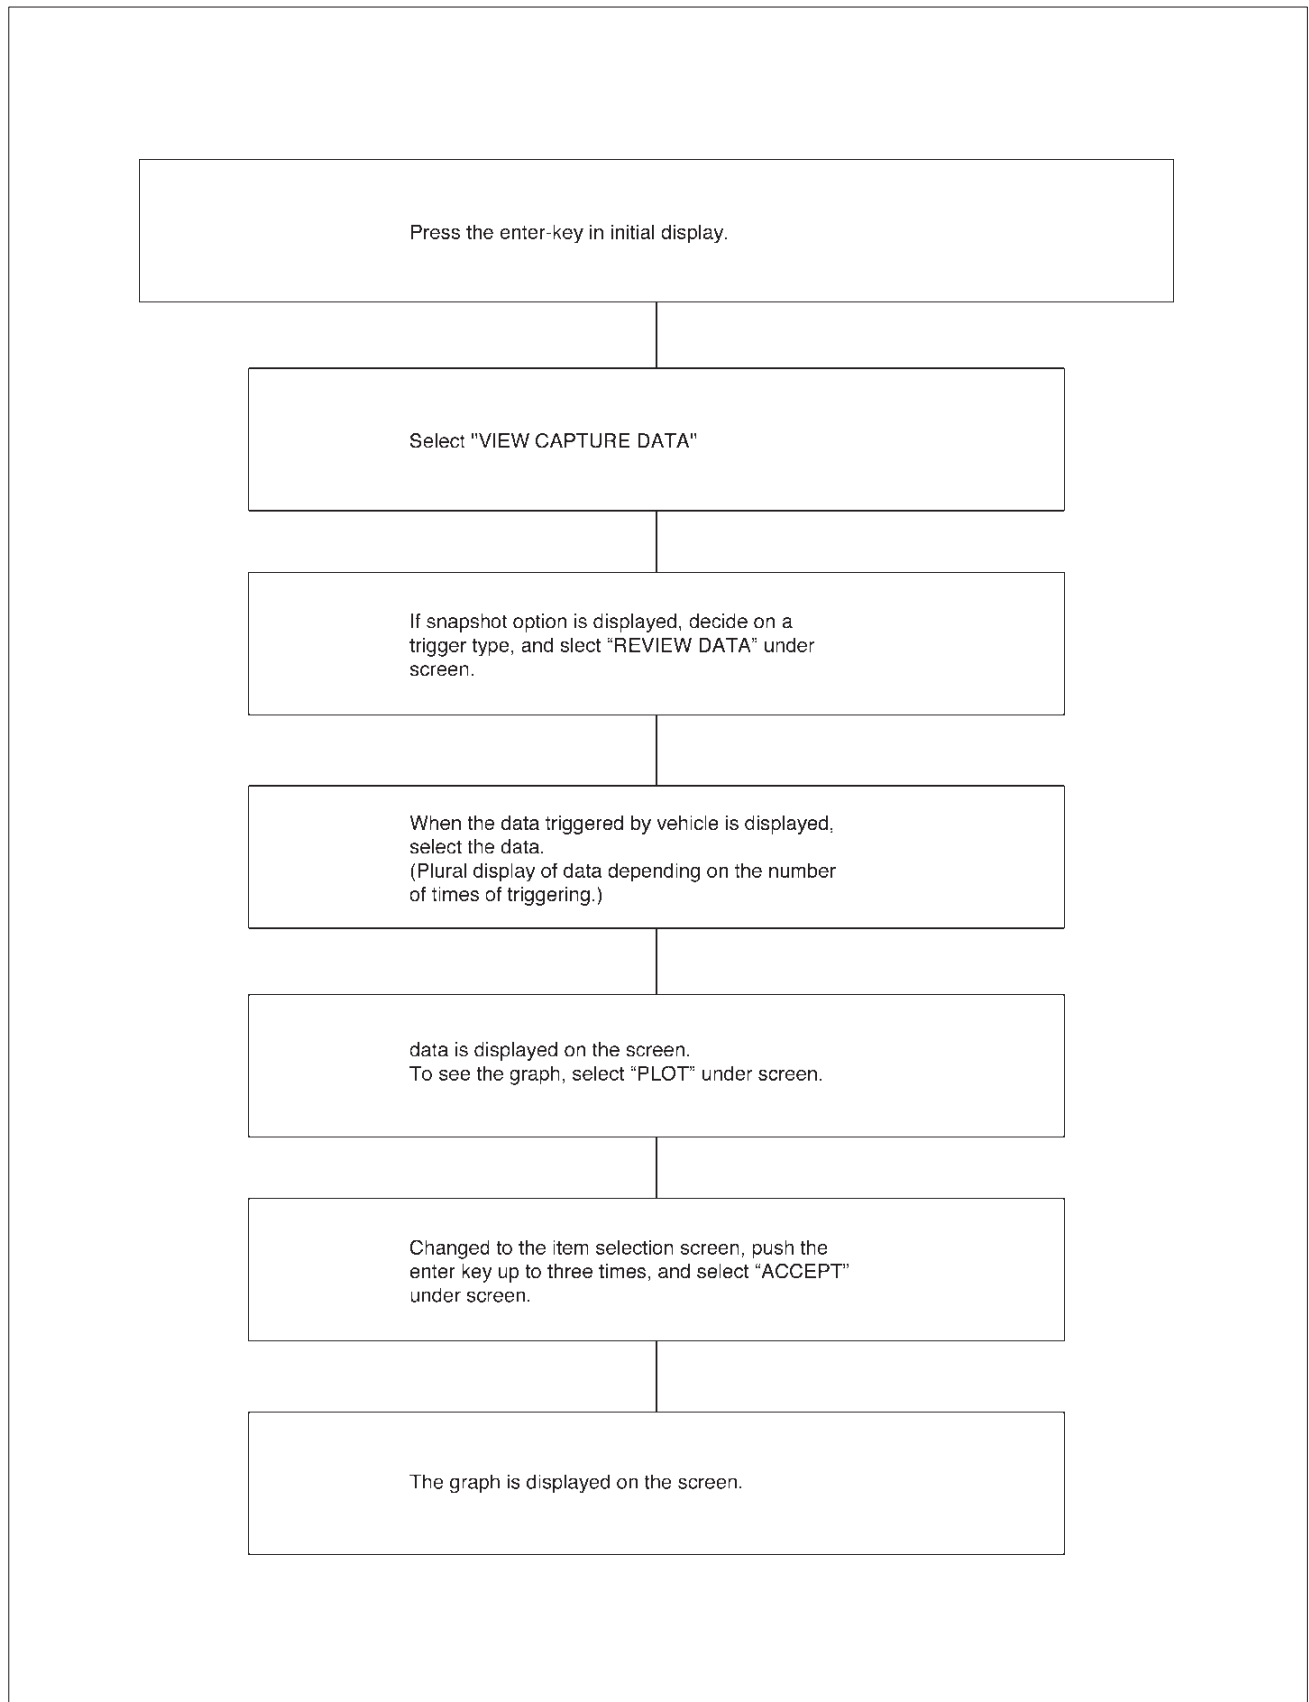 Press the enter-key in initial display.
Select "VIEW CAPTURE DATA"
If snapshot option is displayed, decide on a
trigger type, and slect “REVIEW DATA” under
screen.
When the data triggered by vehicle is displayed,
select the data.
(Plural display of data depending on the number
of times of triggering.)
data is displayed on the screen.
To see the graph, select “PLOT” under screen.
Changed to the item selection screen, push the
enter key up to three times, and select “ACCEPT”
under screen.
The graph is displayed on the screen.